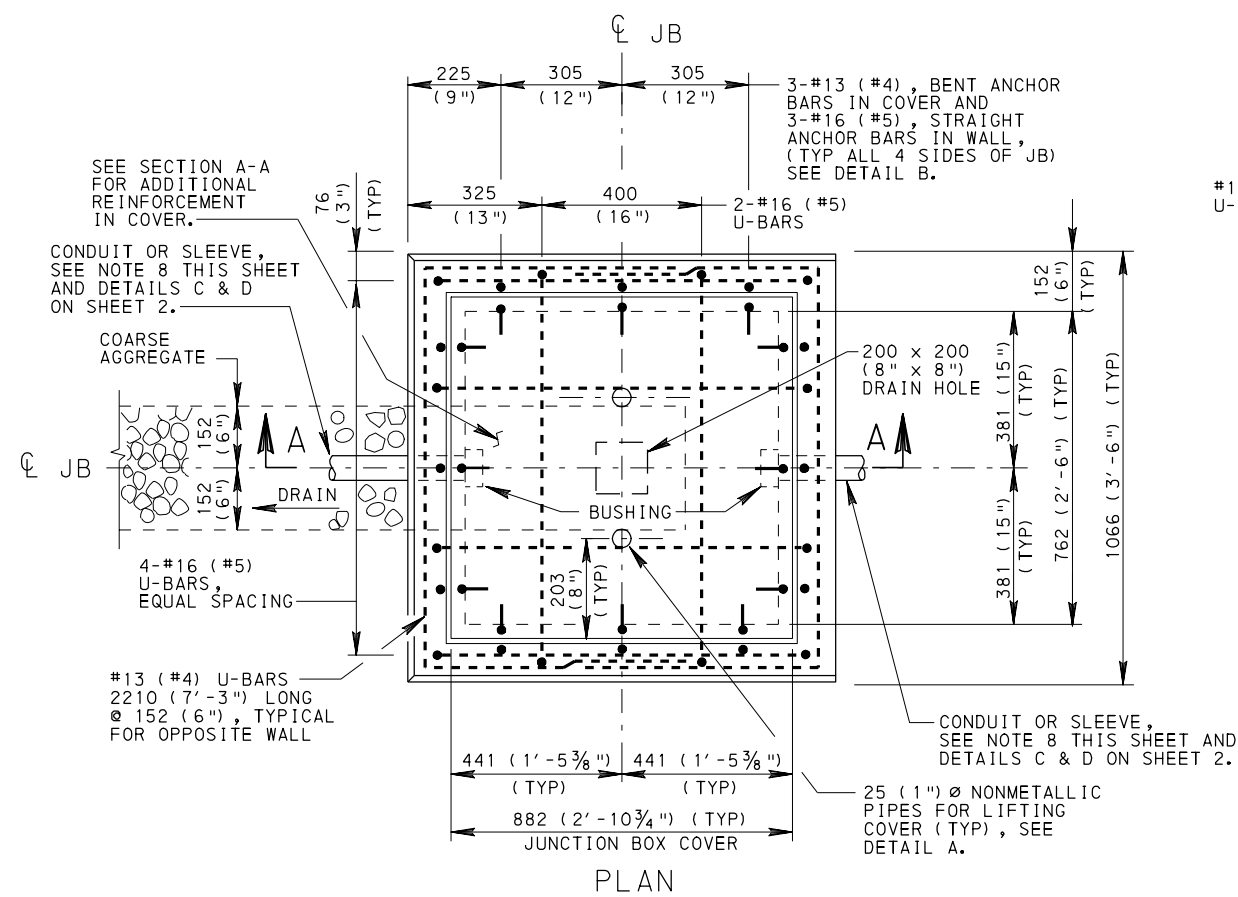 ℄ JB
225
(9")
305
(12")
305
(12")
3-#13 (#4), BENT ANCHOR
BARS IN COVER AND
3-#16 (#5), STRAIGHT
ANCHOR BARS IN WALL,
(TYP ALL 4 SIDES OF JB)
SEE DETAIL B.
SEE SECTION A-A
FOR ADDITIONAL
REINFORCEMENT
IN COVER.
76
(3")
(TYP)
325
(13")
400
(16")
2-#16 (#5)
U-BARS
#1
U-
CONDUIT OR SLEEVE,
SEE NOTE 8 THIS SHEET
AND DETAILS C & D
ON SHEET 2.
152
(6")
(TYP)
COARSE
AGGREGATE
200 x 200
(8" x 8")
DRAIN HOLE
381 (15")
(TYP)
762 (2'-6") (TYP)
1066 (3'-6") (TYP)
152
(6")
A
A
℄ JB
152
(6")
DRAIN
BUSHING
381 (15")
(TYP)
4-#16 (#5)
U-BARS,
EQUAL SPACING
203
(8")
(TYP)
#13 (#4) U-BARS
2210 (7'-3") LONG
@ 152 (6"), TYPICAL
FOR OPPOSITE WALL
CONDUIT OR SLEEVE,
SEE NOTE 8 THIS SHEET AND
DETAILS C & D ON SHEET 2.
441 (1'-5⅜")
(TYP)
441 (1'-5⅜")
(TYP)
25 (1") ⌀ NONMETALLIC
PIPES FOR LIFTING
COVER (TYP), SEE
DETAIL A.
882 (2'-10¾") (TYP)
JUNCTION BOX COVER
PLAN